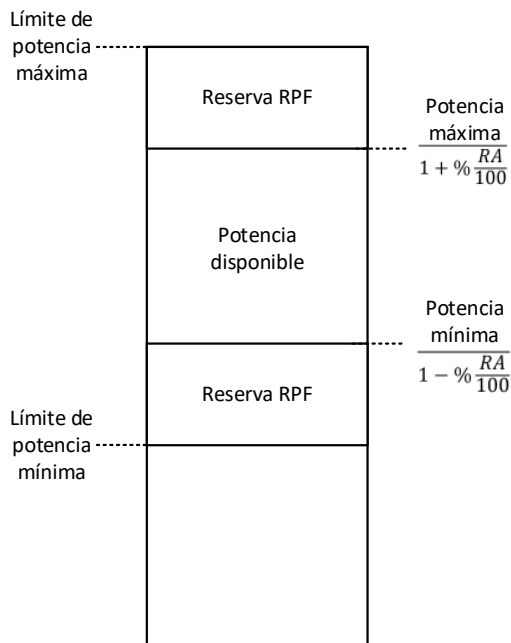 Límite de
potencia
máxima
Reserva RPF
Potencia
máxima
1 + % RA
100
Potencia
disponible
Potencia
mínima
1 − % RA
100
Reserva RPF
Límite de
potencia
mínima